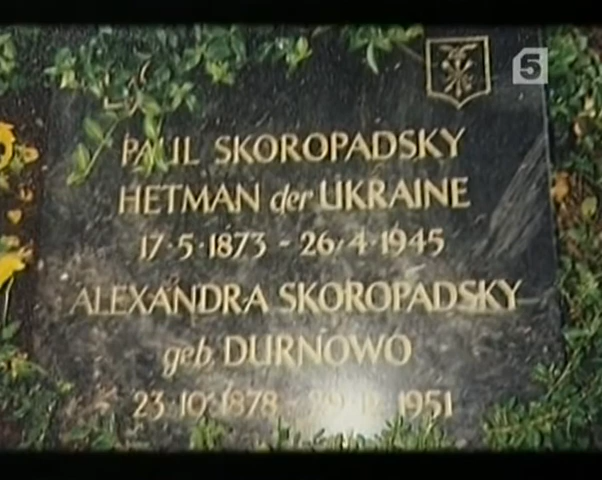 5
PAUL SKOROPADSKY
HETMAN der UKRAINE
17·5·1873 – 26·4·1945
ALEXANDRA SKOROPADSKY
geb. DURNOWO
23·10·1878 – 29·12·1951